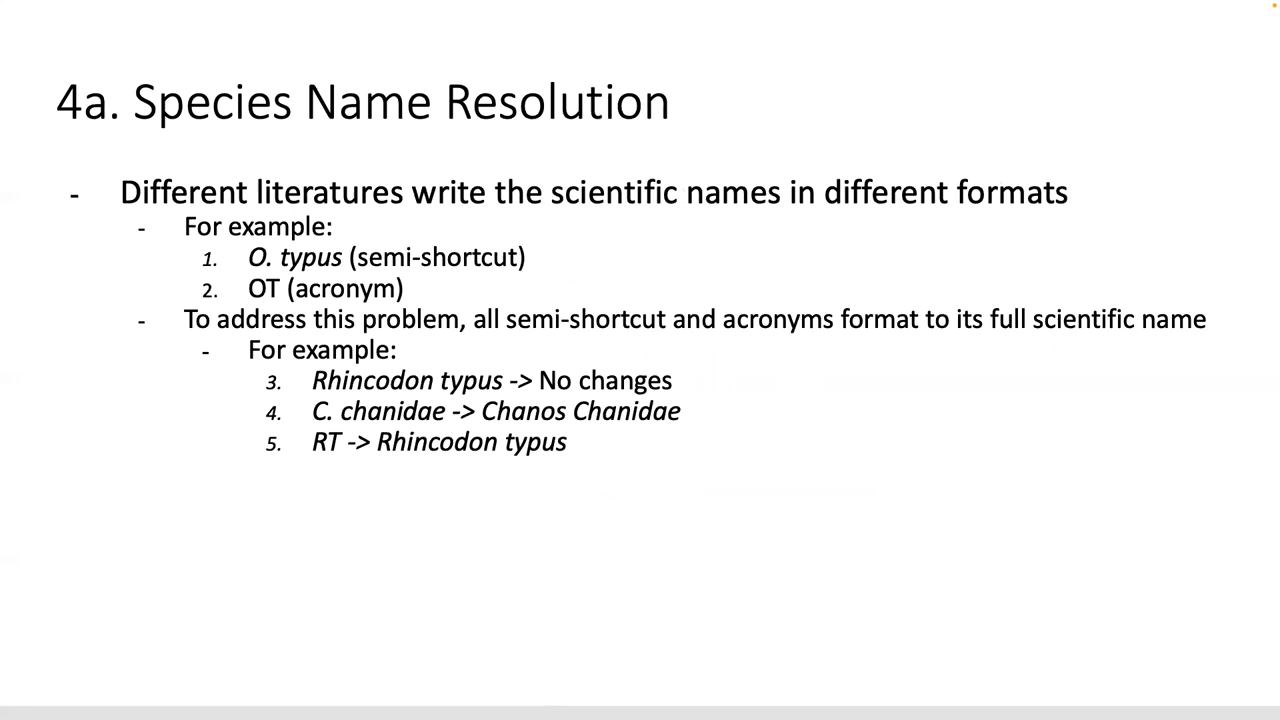 4a. Species Name Resolution
- Different literatures write the scientific names in different formats
- For example:
1. O. typus (semi-shortcut)
2. OT (acronym)
- To address this problem, all semi-shortcut and acronyms format to its full scientific name
- For example:
3. Rhincodon typus -> No changes
4. C. chanidae -> Chanos Chanidae
5. RT -> Rhincodon typus